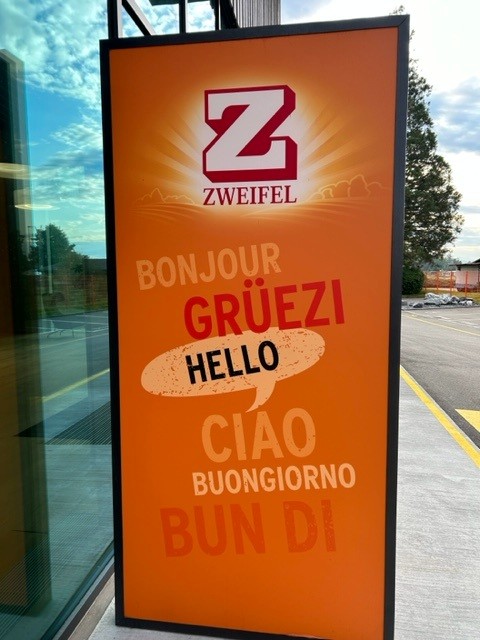 Z
ZWEIFEL
BONJOUR
GRÜEZI
HELLO
CIAO
BUONGIORNO
BUN DI